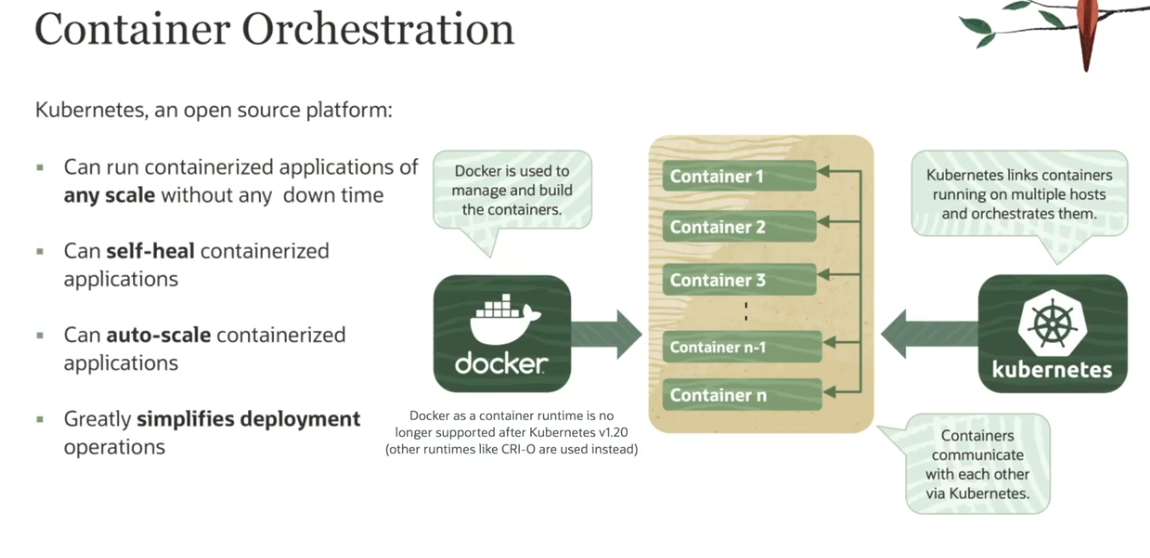 Container Orchestration
Kubernetes, an open source platform:
▪ Can run containerized applications of
any scale without any down time
▪ Can self-heal containerized
applications
▪ Can auto-scale containerized
applications
▪ Greatly simplifies deployment
operations
Docker is used to
manage and build
the containers.
docker
Docker as a container runtime is no
longer supported after Kubernetes v1.20
(other runtimes like CRI-O are used instead)
Container 1
Container 2
Container 3
Container n-1
Container n
Kubernetes links containers
running on multiple hosts
and orchestrates them.
kubernetes
Containers
communicate
with each other
via Kubernetes.